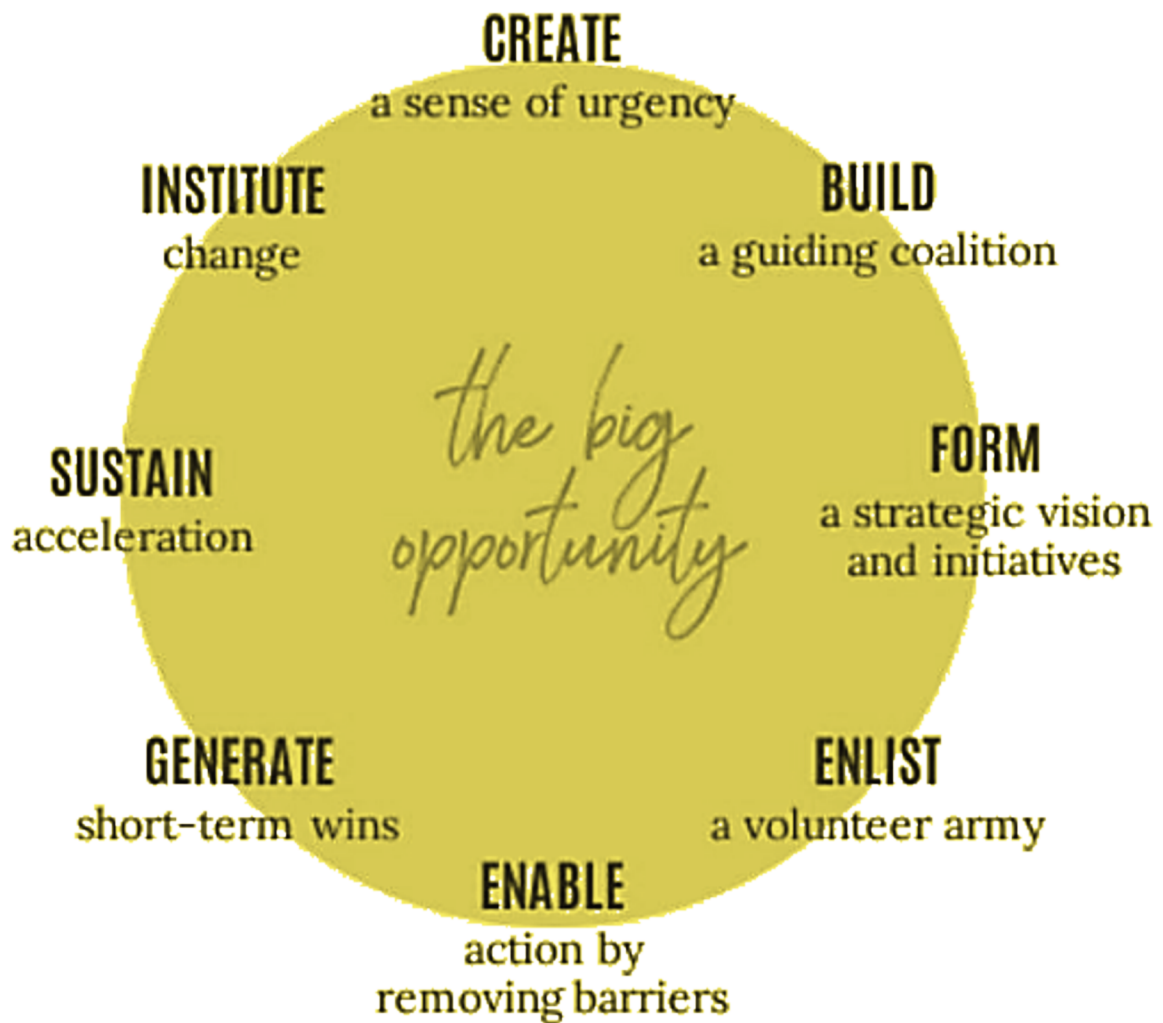 CREATE
a sense of urgency
BUILD
a guiding coalition
FORM
a strategic vision
and initiatives
ENLIST
a volunteer army
ENABLE
action by
removing barriers
GENERATE
short-term wins
SUSTAIN
acceleration
INSTITUTE
change
the big
opportunity